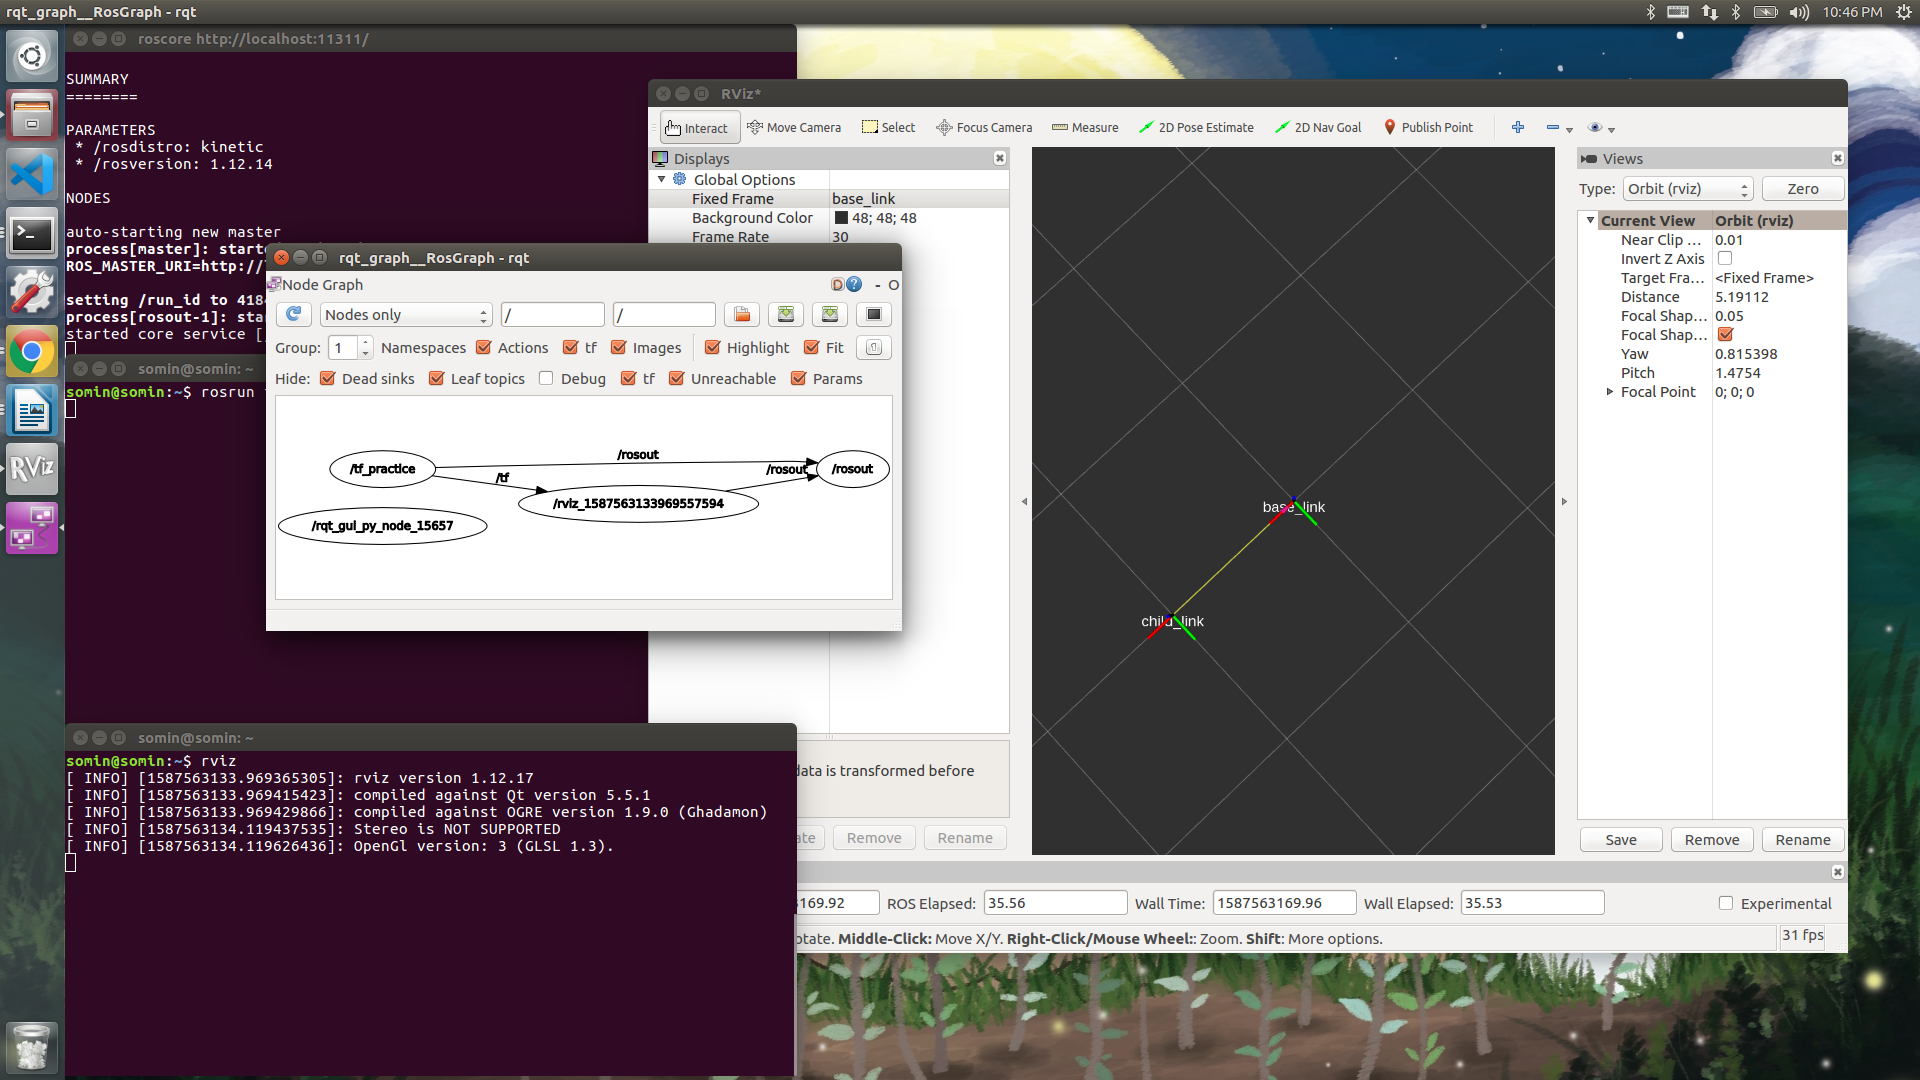 rqt_graph__RosGraph - rqt
10:46 PM
roscore http://localhost:11311/
SUMMARY
========
PARAMETERS
* /rosdistro: kinetic
* /rosversion: 1.12.14
NODES
auto-starting new master
process[master]: starte
ROS_MASTER_URI=http://
setting /run_id to 4184
process[rosout-1]: star
started core service [
somin@somin: ~
somin@somin:~$ rosrun
rqt_graph__RosGraph - rqt
Node Graph
D
?
- O
Nodes only
/
/
Group: 1 Namespaces Actions tf Images Highlight Fit
Hide: Dead sinks Leaf topics Debug tf Unreachable Params
/rosout
/tf_practice
/tf
/rosout
/rosout
/rviz_1587563133969557594
/rqt_gui_py_node_15657
somin@somin: ~
somin@somin:~$ rviz
[ INFO] [1587563133.969365305]: rviz version 1.12.17
[ INFO] [1587563133.969415423]: compiled against Qt version 5.5.1
[ INFO] [1587563133.969429866]: compiled against OGRE version 1.9.0 (Ghadamon)
[ INFO] [1587563134.119437535]: Stereo is NOT SUPPORTED
[ INFO] [1587563134.119626436]: OpenGl version: 3 (GLSL 1.3).
RViz
RViz*
Interact Move Camera Select Focus Camera Measure 2D Pose Estimate 2D Nav Goal Publish Point
Displays
Global Options
Fixed Frame base_link
Background Color 48; 48; 48
Frame Rate 30
data is transformed before
ate Remove Rename
base_link
child_link
Views
Type: Orbit (rviz) Zero
Current View Orbit (rviz)
Near Clip ... 0.01
Invert Z Axis
Target Fra... <Fixed Frame>
Distance 5.19112
Focal Shap... 0.05
Focal Shap...
Yaw 0.815398
Pitch 1.4754
Focal Point 0; 0; 0
Save Remove Rename
169.92 ROS Elapsed: 35.56 Wall Time: 1587563169.96 Wall Elapsed: 35.53 Experimental
otate. Middle-Click: Move X/Y. Right-Click/Mouse Wheel:: Zoom. Shift: More options.
31 fps